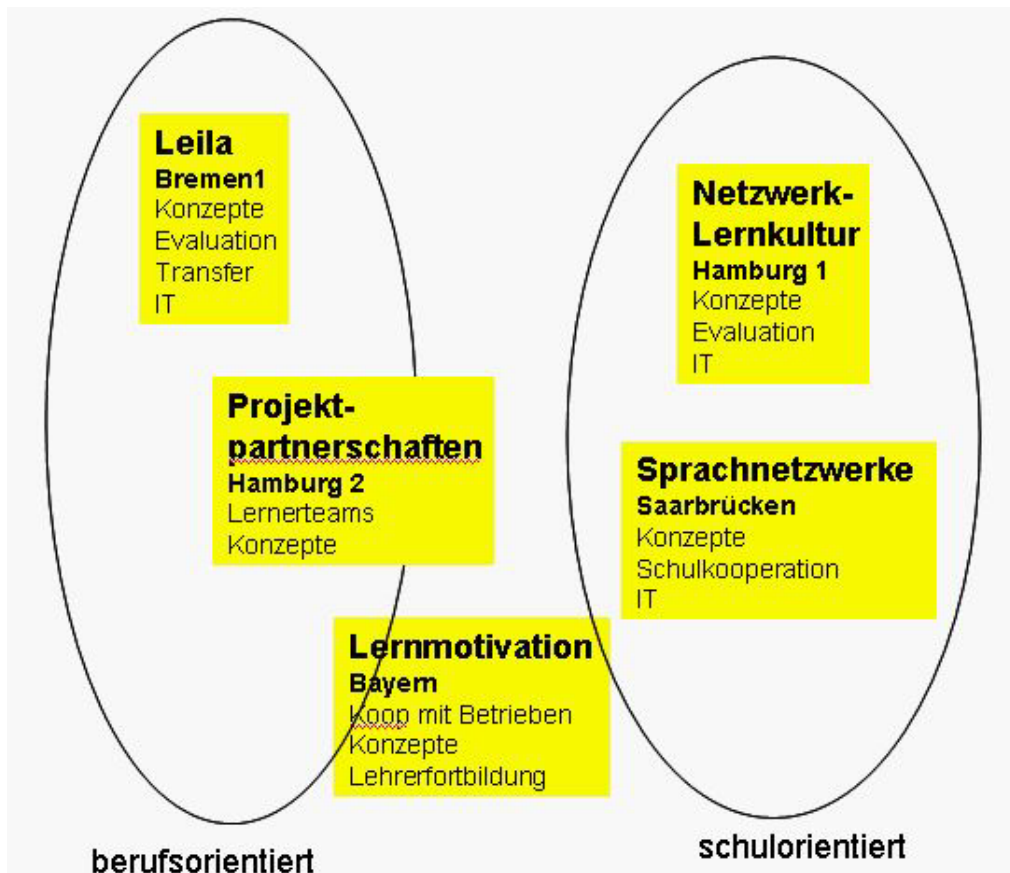 Leila
Bremen1
Konzepte
Evaluation
Transfer
IT
Netzwerk-
Lernkultur
Hamburg 1
Konzepte
Evaluation
IT
Projekt-
partnerschaften
Hamburg 2
Lernerteams
Konzepte
Sprachnetzwerke
Saarbrücken
Konzepte
Schulkooperation
IT
Lernmotivation
Bayern
Koop mit Betrieben
Konzepte
Lehrerfortbildung
berufsorientiert
schulorientiert